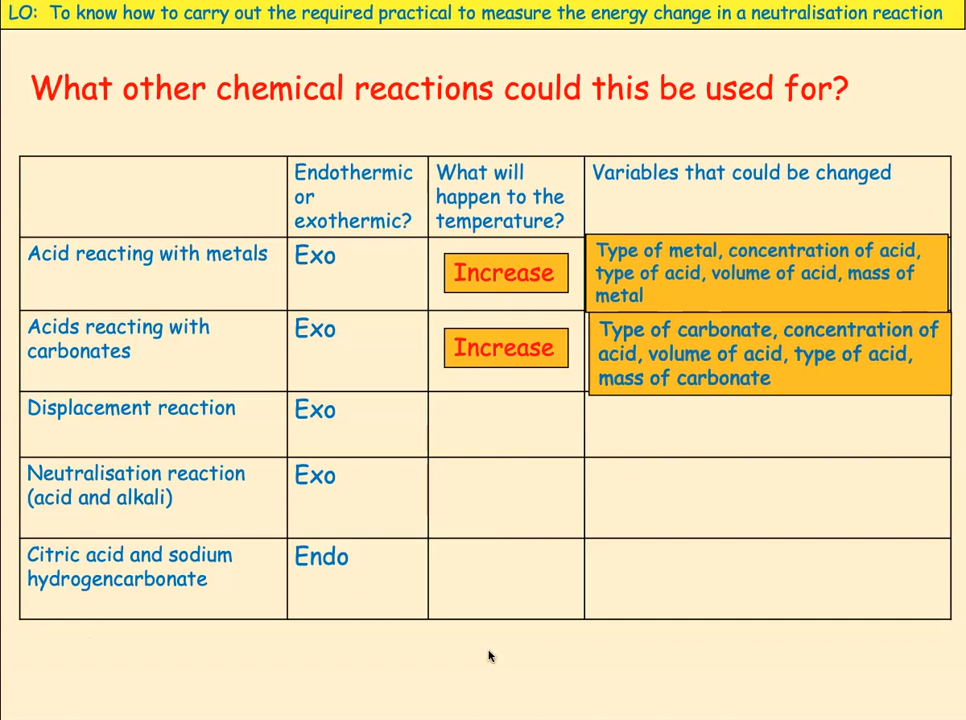 LO:  To know how to carry out the required practical to measure the energy change in a neutralisation reaction
What other chemical reactions could this be used for?
Endothermic
or
exothermic?
What will
happen to the
temperature?
Variables that could be changed
Acid reacting with metals
Exo
Increase
Type of metal, concentration of acid,
type of acid, volume of acid, mass of
metal
Acids reacting with
carbonates
Exo
Increase
Type of carbonate, concentration of
acid, volume of acid, type of acid,
mass of carbonate
Displacement reaction
Exo
Neutralisation reaction
(acid and alkali)
Exo
Citric acid and sodium
hydrogencarbonate
Endo